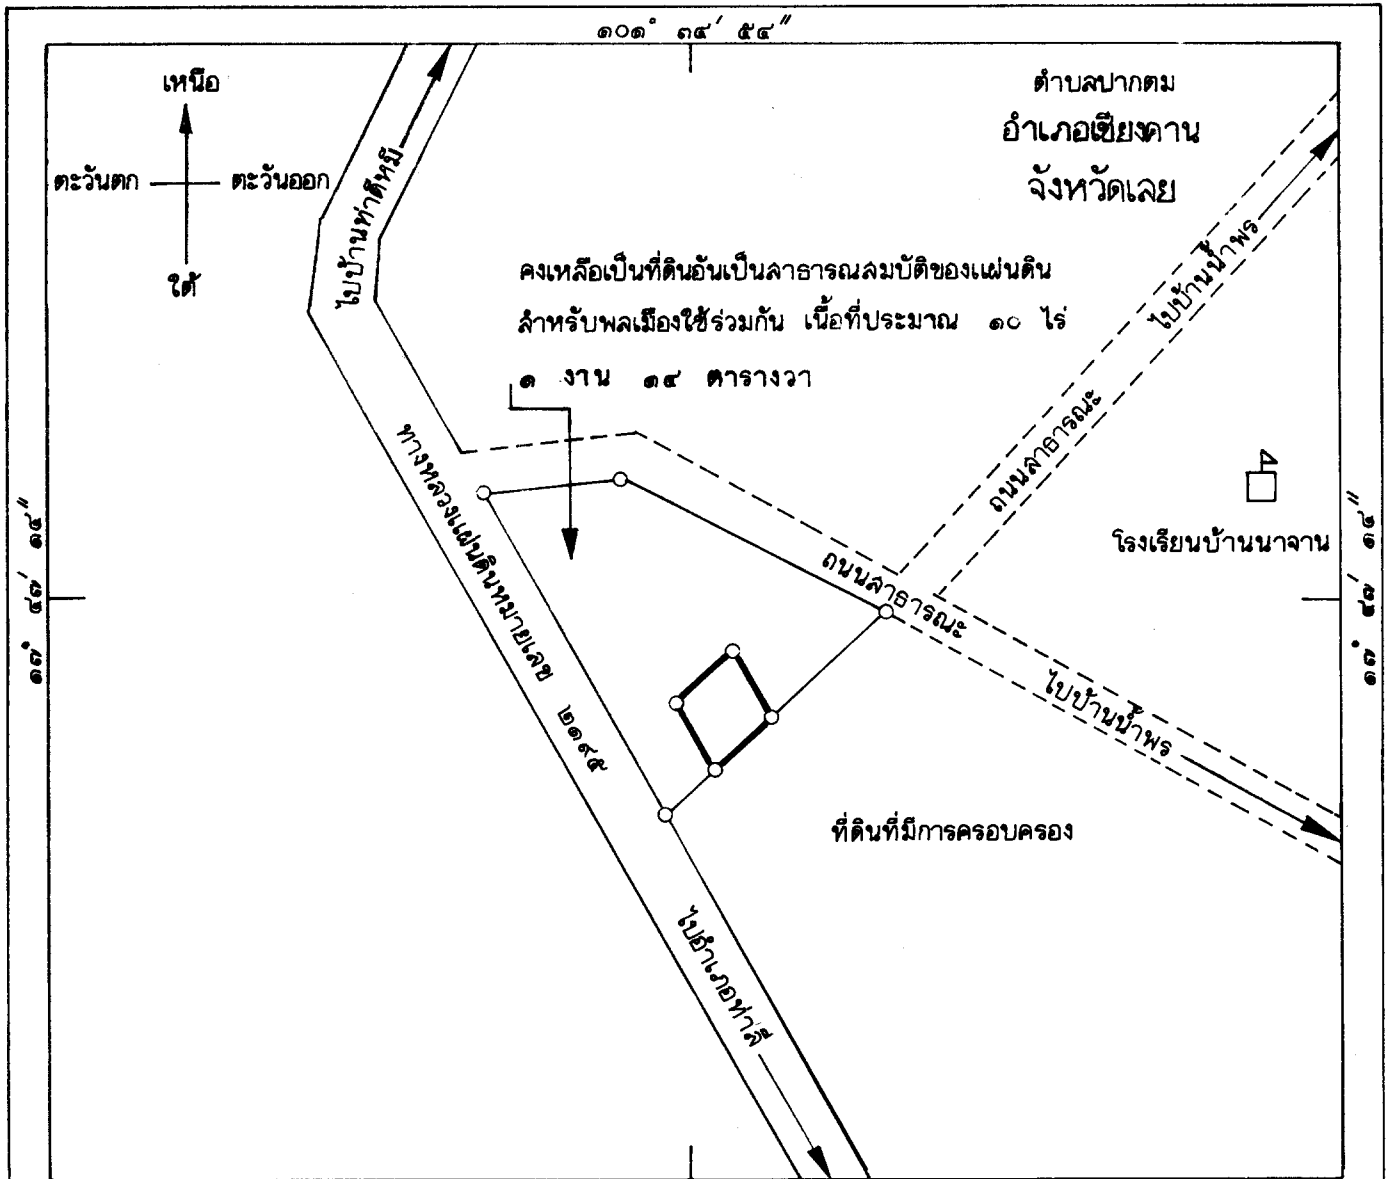 ๑๐๑° ๓๙′ ๕๔″
เหนือ
ตะวันตก
ตะวันออก
ใต้
ตำบลปากตม
อำเภอเชียงคาน
จังหวัดเลย
ไปบ้านท่าดีหมี
คงเหลือเป็นที่ดินอันเป็นสาธารณสมบัติของแผ่นดิน
สำหรับพลเมืองใช้ร่วมกัน เนื้อที่ประมาณ ๑๐ ไร่
๑ งาน ๑๔ ตารางวา
ไปบ้านน้ำพร
ถนนสาธารณะ
โรงเรียนบ้านนาจาน
ทางหลวงแผ่นดินหมายเลข ๒๑๙๕
ถนนสาธารณะ
ไปบ้านน้ำพร
ที่ดินที่มีการครอบครอง
ไปอำเภอท่าลี่
๑๗° ๔๗′ ๑๔″
๑๗° ๔๗′ ๑๔″